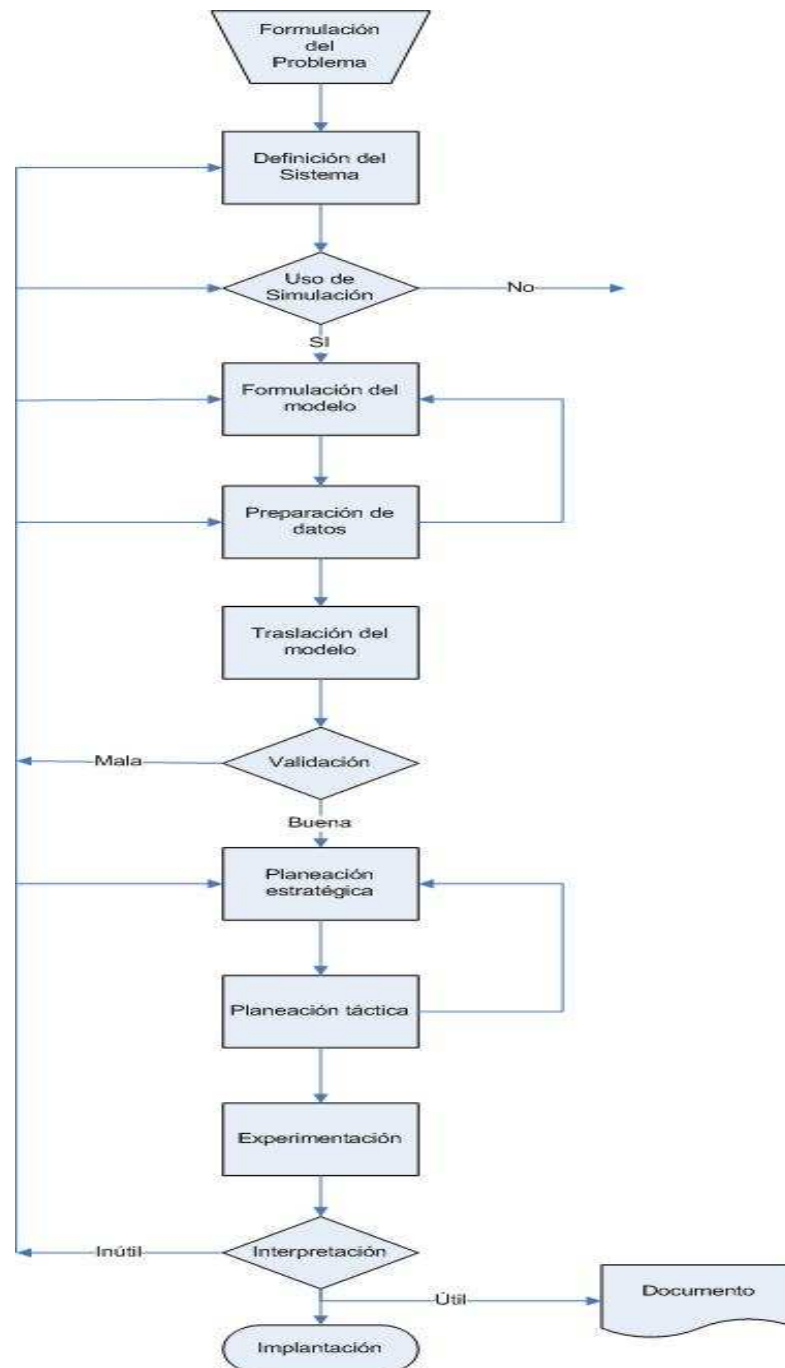 Formulación
del
Problema
Definición del
Sistema
Uso de
Simulación
No
SI
Formulación del
modelo
Preparación de
datos
Traslación del
modelo
Mala
Validación
Buena
Planeación
estratégica
Planeación táctica
Experimentación
Inútil
Interpretación
Útil
Documento
Implantación